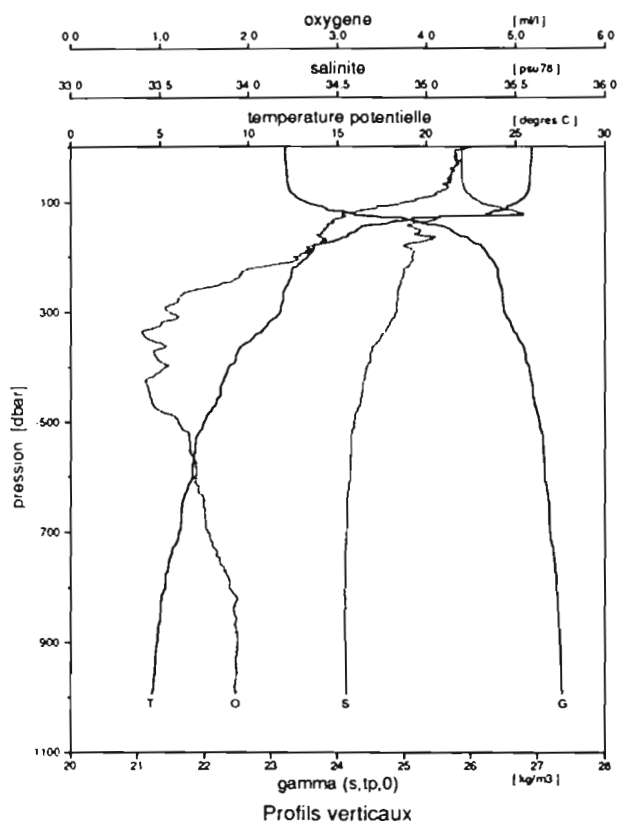 oxygene [ml/l]
0.0 1.0 2.0 3.0 4.0 5.0 6.0
salinite [psu78]
33.0 33.5 34.0 34.5 35.0 35.5 36.0
temperature potentielle [degres C]
0 5 10 15 20 25 30
100
300
500
700
900
1100
pression [dbar]
T O S G
20 21 22 23 24 25 26 27 28
gamma (s,tp,0) [kg/m3]
Profils verticaux